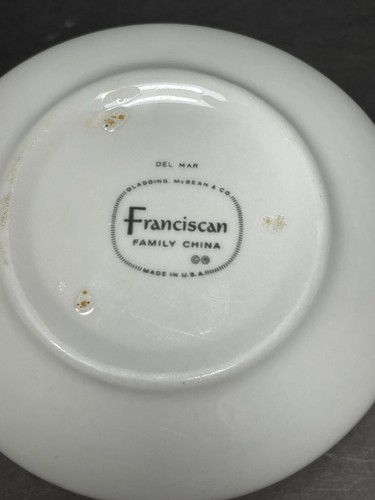 DEL MAR
GLADDING, McBEAN & CO.
Franciscan
FAMILY CHINA
©®
MADE IN U.S.A.